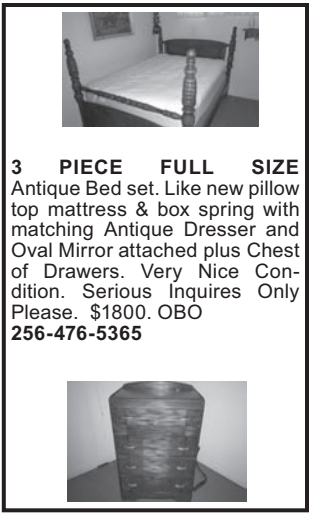 3 PIECE FULL SIZE
Antique Bed set. Like new pillow
top mattress & box spring with
matching Antique Dresser and
Oval Mirror attached plus Chest
of Drawers. Very Nice Con-
dition. Serious Inquires Only
Please. $1800. OBO
256-476-5365